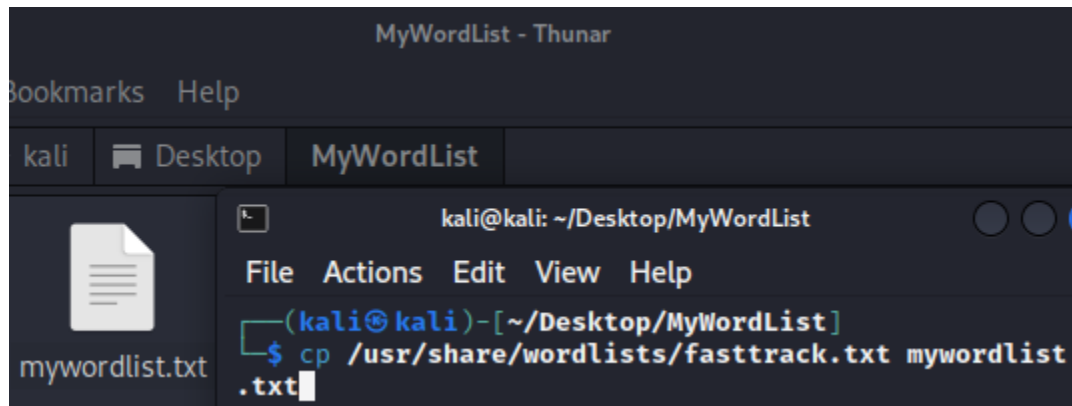 MyWordList - Thunar
Bookmarks Help
kali Desktop MyWordList
kali@kali: ~/Desktop/MyWordList
File Actions Edit View Help
(kali㉿kali)-[~/Desktop/MyWordList]
$ cp /usr/share/wordlists/fasttrack.txt mywordlist
.txt
mywordlist.txt